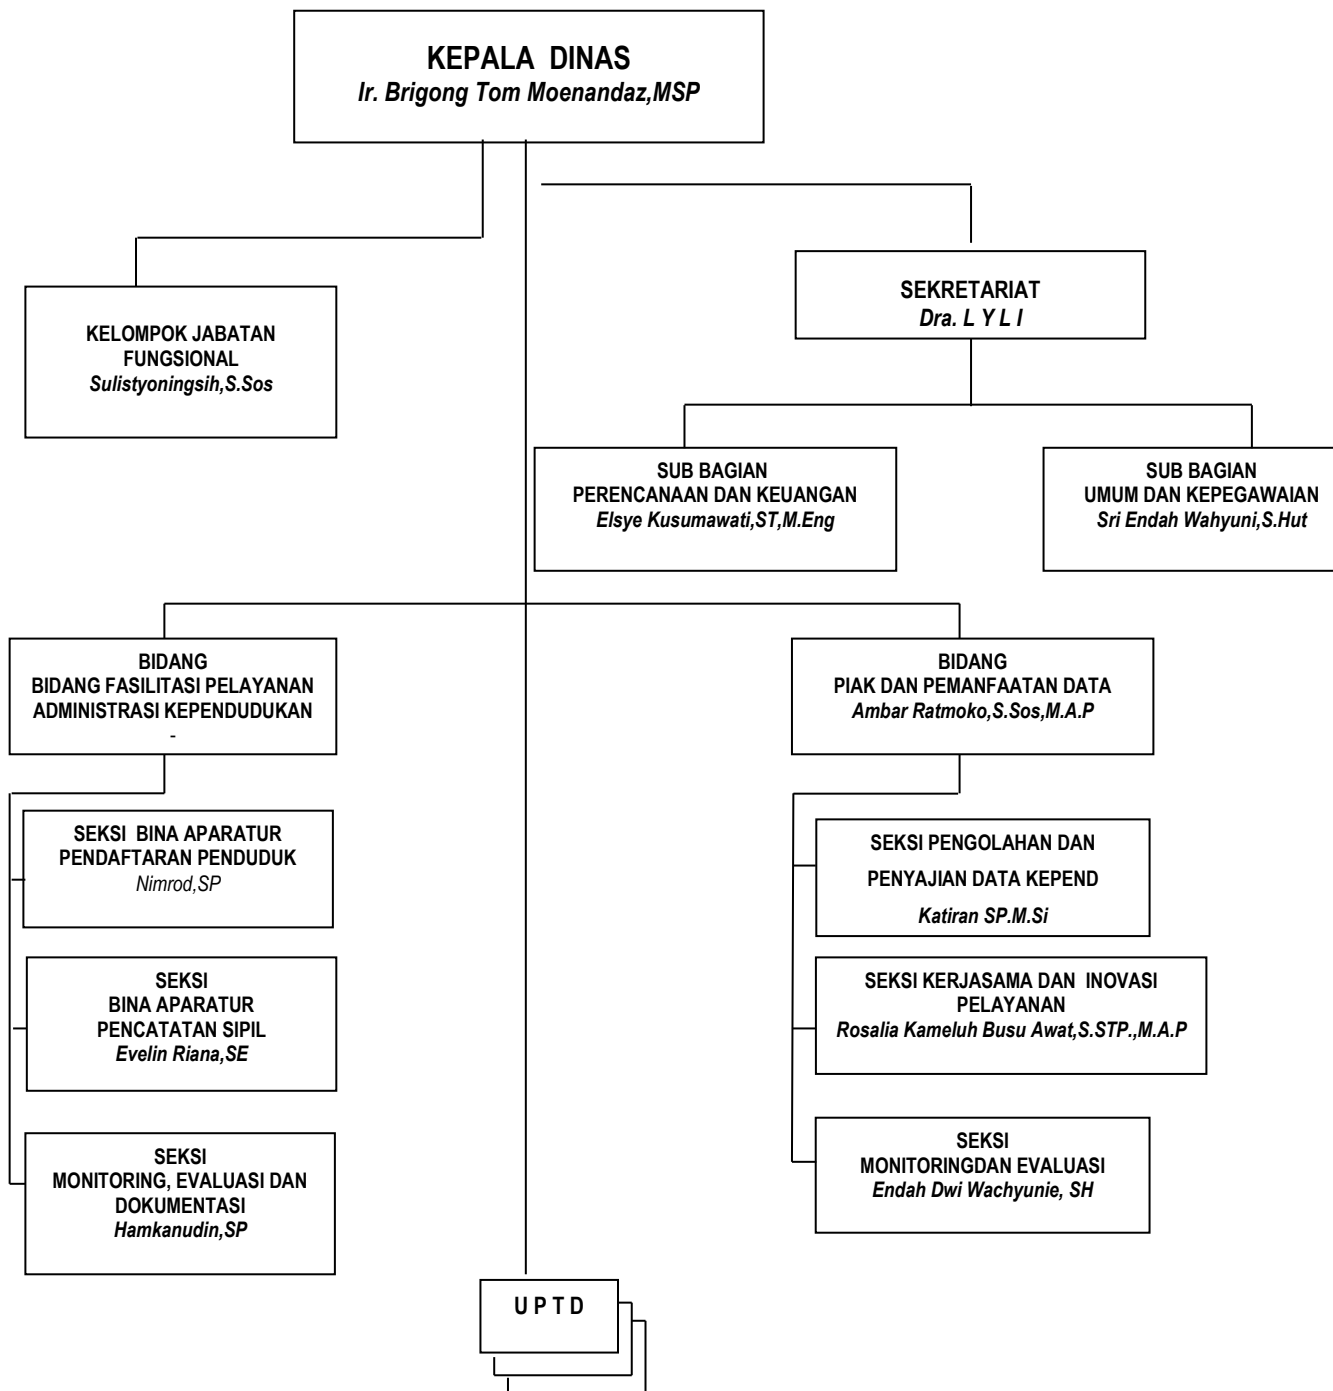 KEPALA DINAS
Ir. Brigong Tom Moenandaz,MSP
SEKRETARIAT
Dra. L Y L I
KELOMPOK JABATAN
FUNGSIONAL
Sulistyoningsih,S.Sos
SUB BAGIAN
PERENCANAAN DAN KEUANGAN
Elsye Kusumawati,ST,M.Eng
SUB BAGIAN
UMUM DAN KEPEGAWAIAN
Sri Endah Wahyuni,S.Hut
BIDANG
BIDANG FASILITASI PELAYANAN
ADMINISTRASI KEPENDUDUKAN
-
BIDANG
PIAK DAN PEMANFAATAN DATA
Ambar Ratmoko,S.Sos,M.A.P
SEKSI BINA APARATUR
PENDAFTARAN PENDUDUK
Nimrod,SP
SEKSI
BINA APARATUR
PENCATATAN SIPIL
Evelin Riana,SE
SEKSI
MONITORING, EVALUASI DAN
DOKUMENTASI
Hamkanudin,SP
SEKSI PENGOLAHAN DAN
PENYAJIAN DATA KEPEND
Katiran SP.M.Si
SEKSI KERJASAMA DAN INOVASI
PELAYANAN
Rosalia Kameluh Busu Awat,S.STP.,M.A.P
SEKSI
MONITORINGDAN EVALUASI
Endah Dwi Wachyunie, SH
U P T D